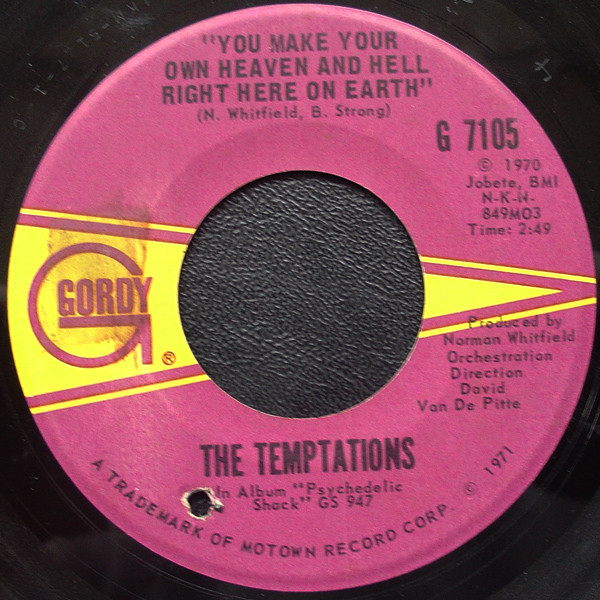 "YOU MAKE YOUR
OWN HEAVEN AND HELL
RIGHT HERE ON EARTH"
(N. Whitfield, B. Strong)
G 7105
© 1970
Jobete, BMI
N-K-N-
849M03
Time: 2:49
GORDY
®
Produced by
Norman Whitfield
Orchestration
Direction
David
Van De Pitte
THE TEMPTATIONS
In Album "Psychedelic
Shack" GS 947
A TRADEMARK OF MOTOWN RECORD CORP. © 1971